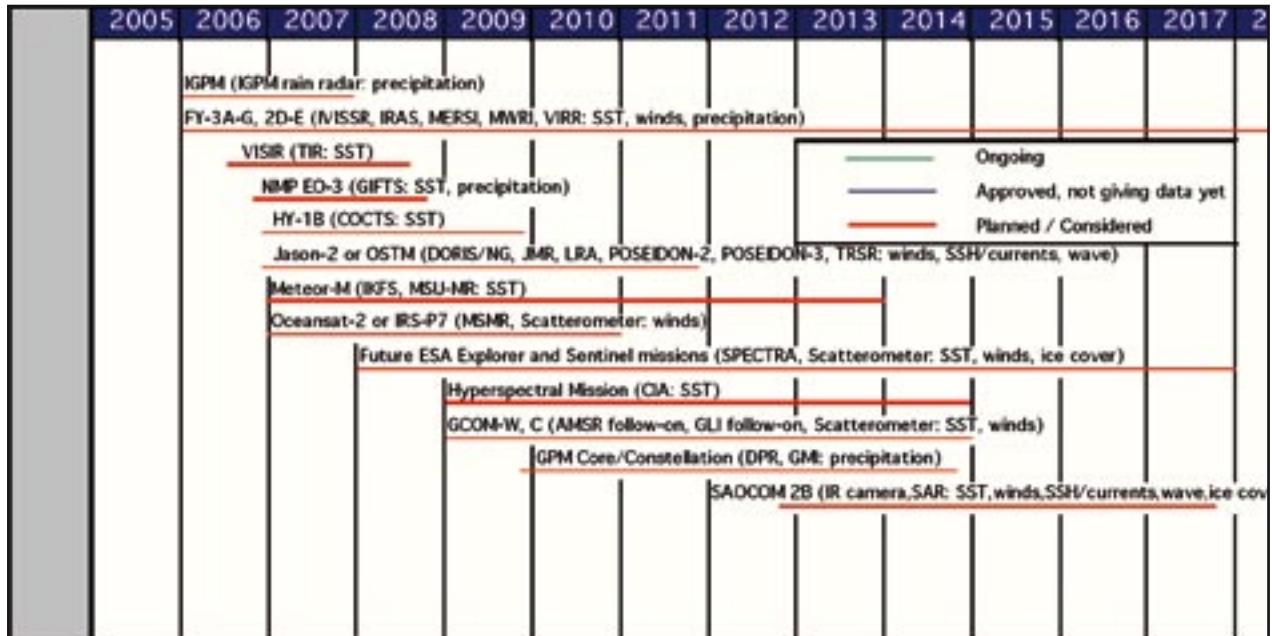 2005 2006 2007 2008 2009 2010 2011 2012 2013 2014 2015 2016 2017 2
IGPM (IGPM rain radar: precipitation)
FY-3A-G, 2D-E (IVISSR, IRAS, MERSI, MWRI, VIRR: SST, winds, precipitation)
VISIR (TIR: SST)
Ongoing
NMP EO-3 (GIFTS: SST, precipitation)
Approved, not giving data yet
HY-1B (COCTS: SST)
Planned / Considered
Jason-2 or OSTM (DORIS/NG, JMR, LRA, POSEIDON-2, POSEIDON-3, TRSR: winds, SSH/currents, wave)
Meteor-M (IKFS, MSU-MR: SST)
Oceansat-2 or IRS-P7 (MSMR, Scatterometer: winds)
Future ESA Explorer and Sentinel missions (SPECTRA, Scatterometer: SST, winds, ice cover)
Hyperspectral Mission (CIA: SST)
GCOM-W, C (AMSR follow-on, GLI follow-on, Scatterometer: SST, winds)
GPM Core/Constellation (DPR, GMI: precipitation)
SAOCOM 2B (IR camera,SAR: SST,winds,SSH/currents,wave,ice cov